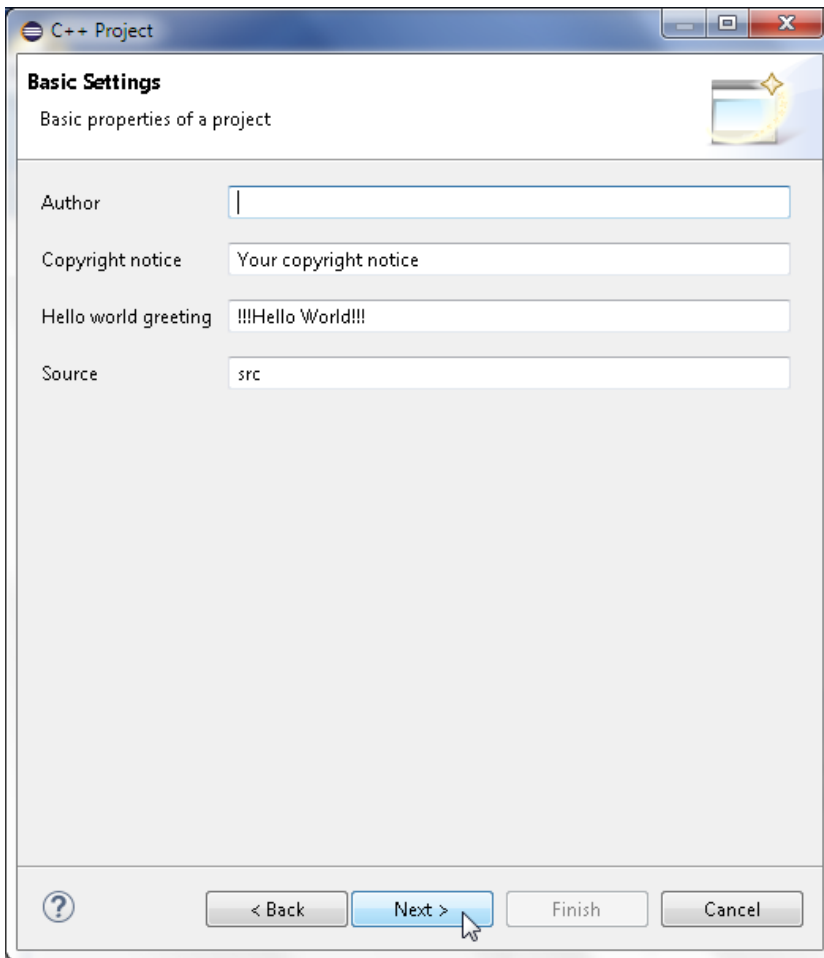 C++ Project
Basic Settings
Basic properties of a project
Author
Copyright notice Your copyright notice
Hello world greeting !!!Hello World!!!
Source src
? < Back Next > Finish Cancel